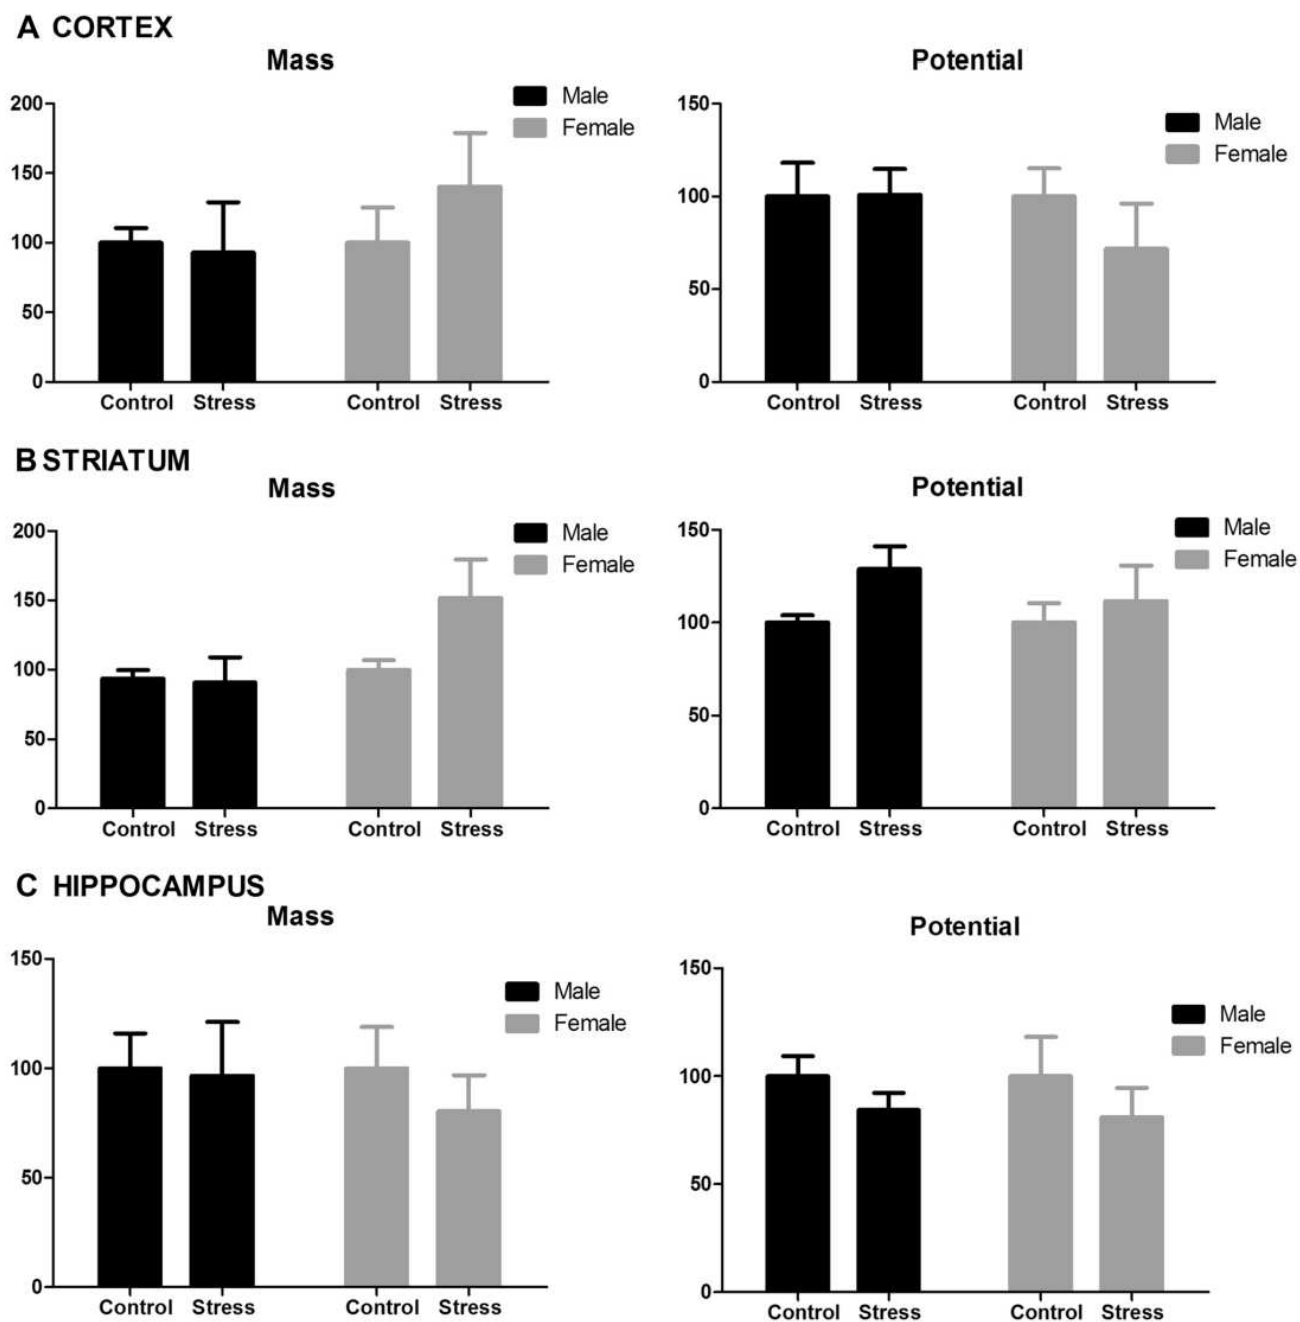 A CORTEX
Mass
Potential
200
150
100
50
0
Male
Female
Control Stress Control Stress
150
100
50
0
Male
Female
Control Stress Control Stress
B STRIATUM
Mass
Potential
200
150
100
50
0
Male
Female
Control Stress Control Stress
150
100
50
0
Male
Female
Control Stress Control Stress
C HIPPOCAMPUS
Mass
Potential
150
100
50
0
Male
Female
Control Stress Control Stress
150
100
50
0
Male
Female
Control Stress Control Stress